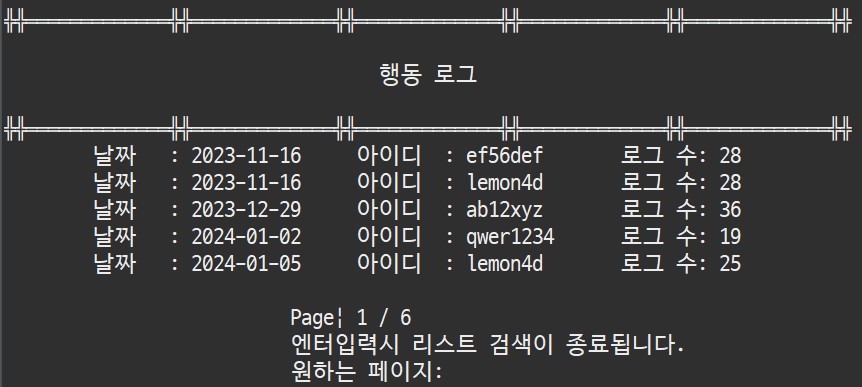 행동 로그
날짜 : 2023-11-16 아이디 : ef56def 로그 수: 28
날짜 : 2023-11-16 아이디 : lemon4d 로그 수: 28
날짜 : 2023-12-29 아이디 : ab12xyz 로그 수: 36
날짜 : 2024-01-02 아이디 : qwer1234 로그 수: 19
날짜 : 2024-01-05 아이디 : lemon4d 로그 수: 25
Page¦ 1 / 6
엔터입력시 리스트 검색이 종료됩니다.
원하는 페이지: